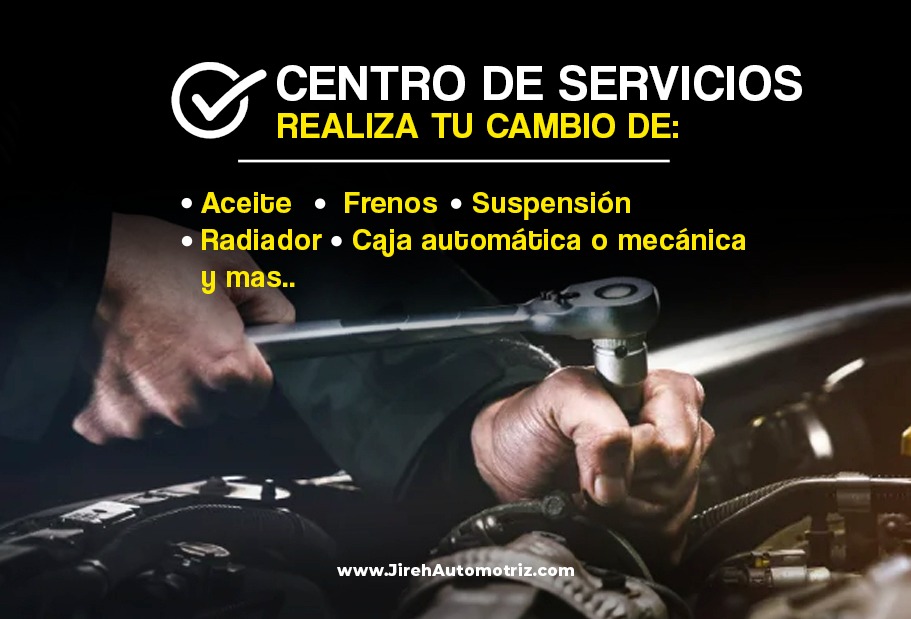 CENTRO DE SERVICIOS
REALIZA TU CAMBIO DE:
• Aceite • Frenos • Suspensión
• Radiador • Caja automática o mecánica
y mas..
www.JirehAutomotriz.com